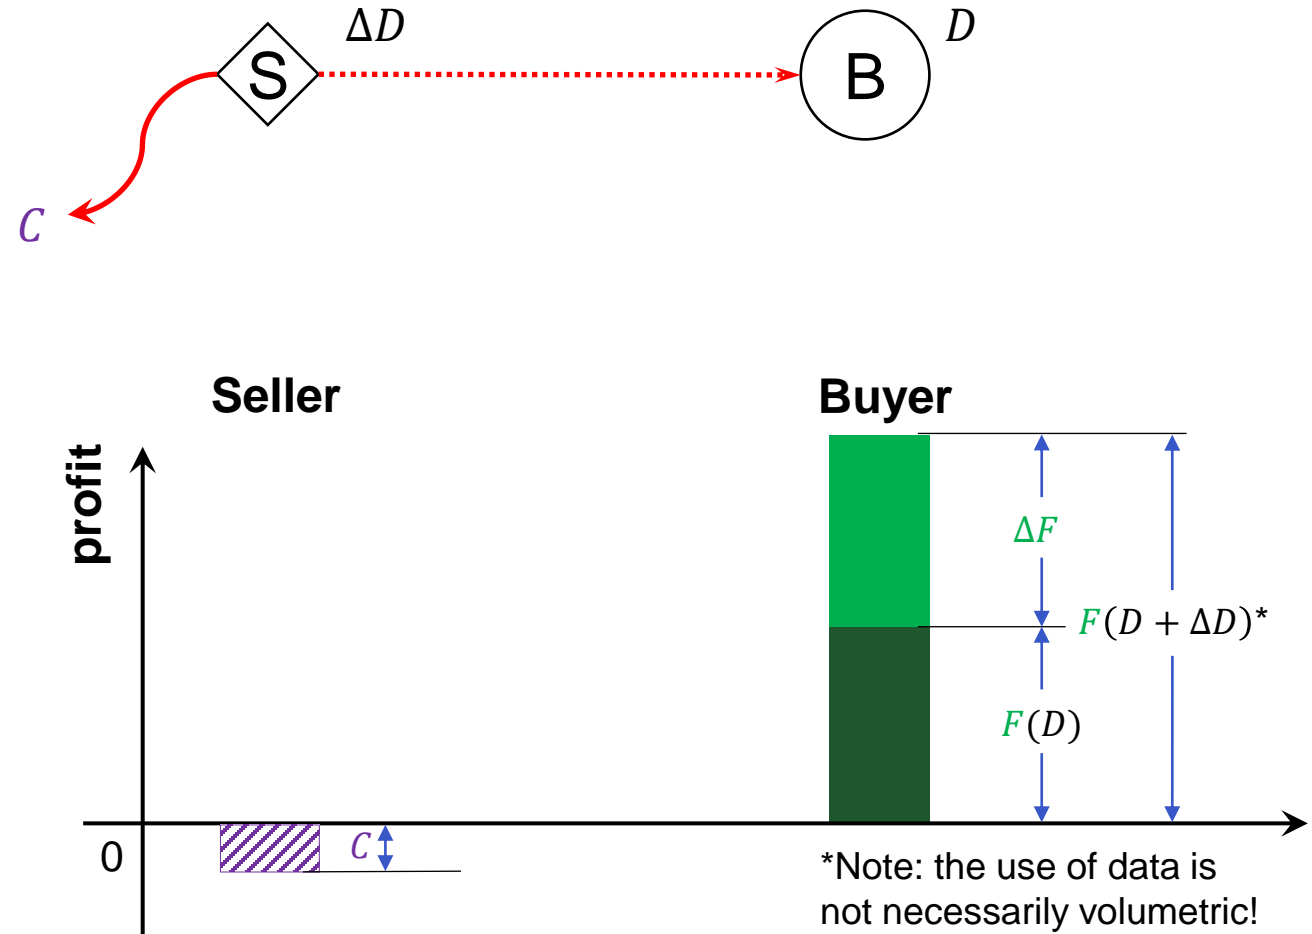 ΔD
D
S
B
C
Seller
Buyer
profit
ΔF
F(D + ΔD)*
F(D)
0
C
*Note: the use of data is
not necessarily volumetric!